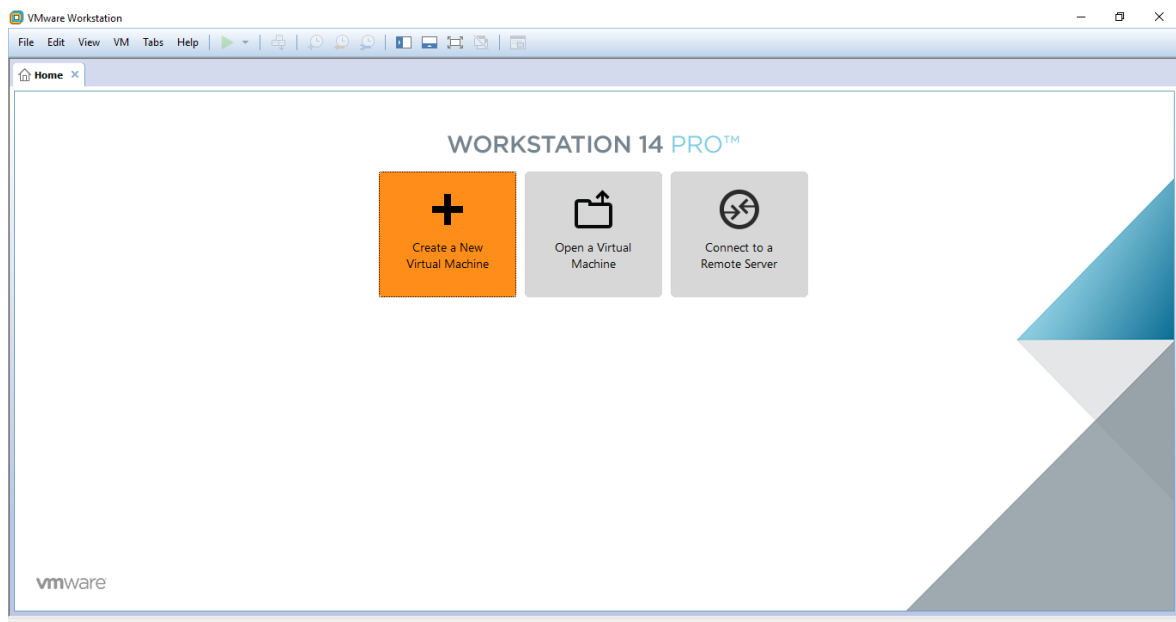 VMware Workstation
File Edit View VM Tabs Help
Home
WORKSTATION 14 PRO™
Create a New
Virtual Machine
Open a Virtual
Machine
Connect to a
Remote Server
vmware